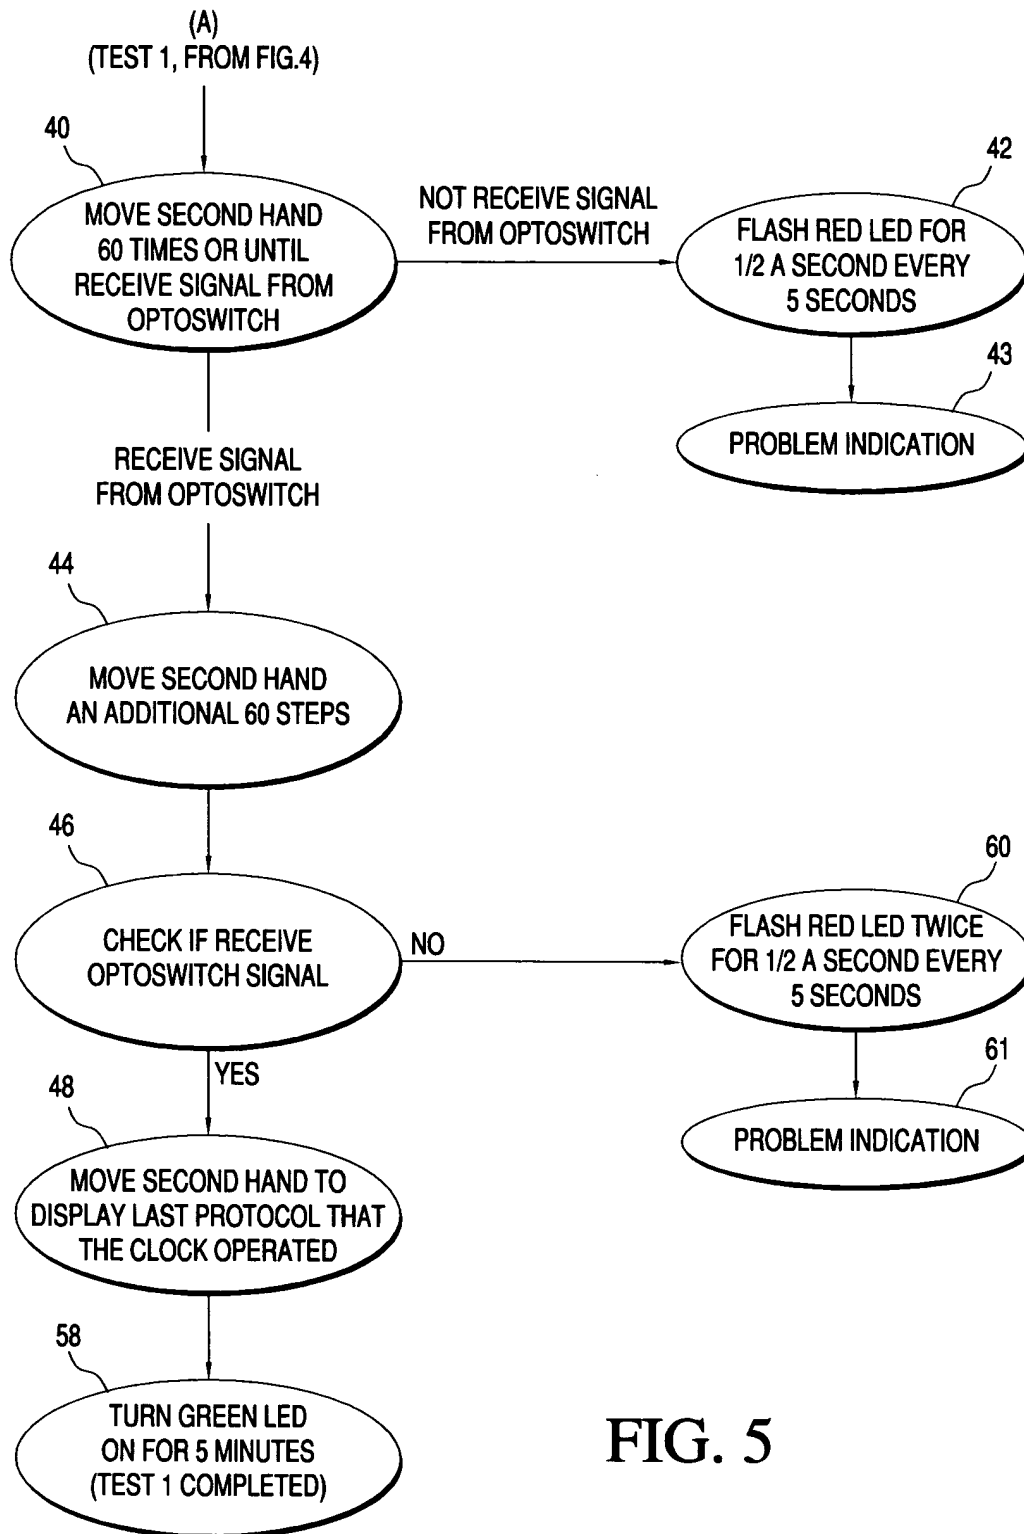 (A)
(TEST 1, FROM FIG.4)
40
MOVE SECOND HAND
60 TIMES OR UNTIL
RECEIVE SIGNAL FROM
OPTOSWITCH
NOT RECEIVE SIGNAL
FROM OPTOSWITCH
42
FLASH RED LED FOR
1/2 A SECOND EVERY
5 SECONDS
43
PROBLEM INDICATION
RECEIVE SIGNAL
FROM OPTOSWITCH
44
MOVE SECOND HAND
AN ADDITIONAL 60 STEPS
46
CHECK IF RECEIVE
OPTOSWITCH SIGNAL
NO
60
FLASH RED LED TWICE
FOR 1/2 A SECOND EVERY
5 SECONDS
61
PROBLEM INDICATION
YES
48
MOVE SECOND HAND TO
DISPLAY LAST PROTOCOL THAT
THE CLOCK OPERATED
58
TURN GREEN LED
ON FOR 5 MINUTES
(TEST 1 COMPLETED)
FIG. 5